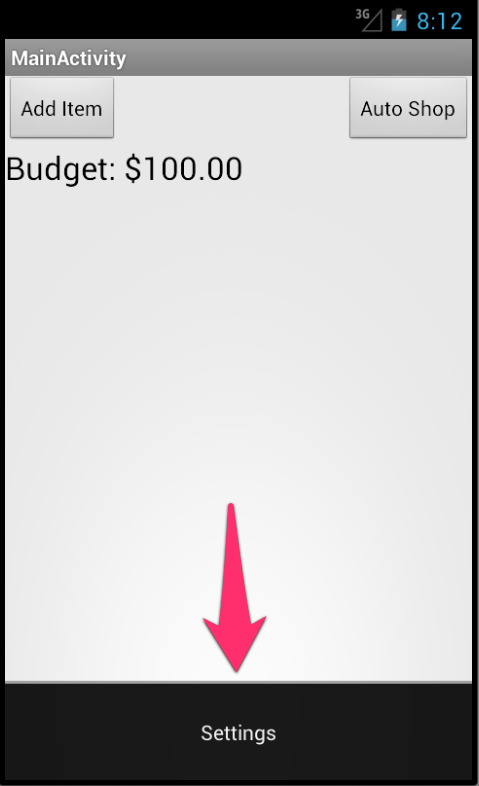 3G 8:12
MainActivity
Add Item Auto Shop
Budget: $100.00
Settings